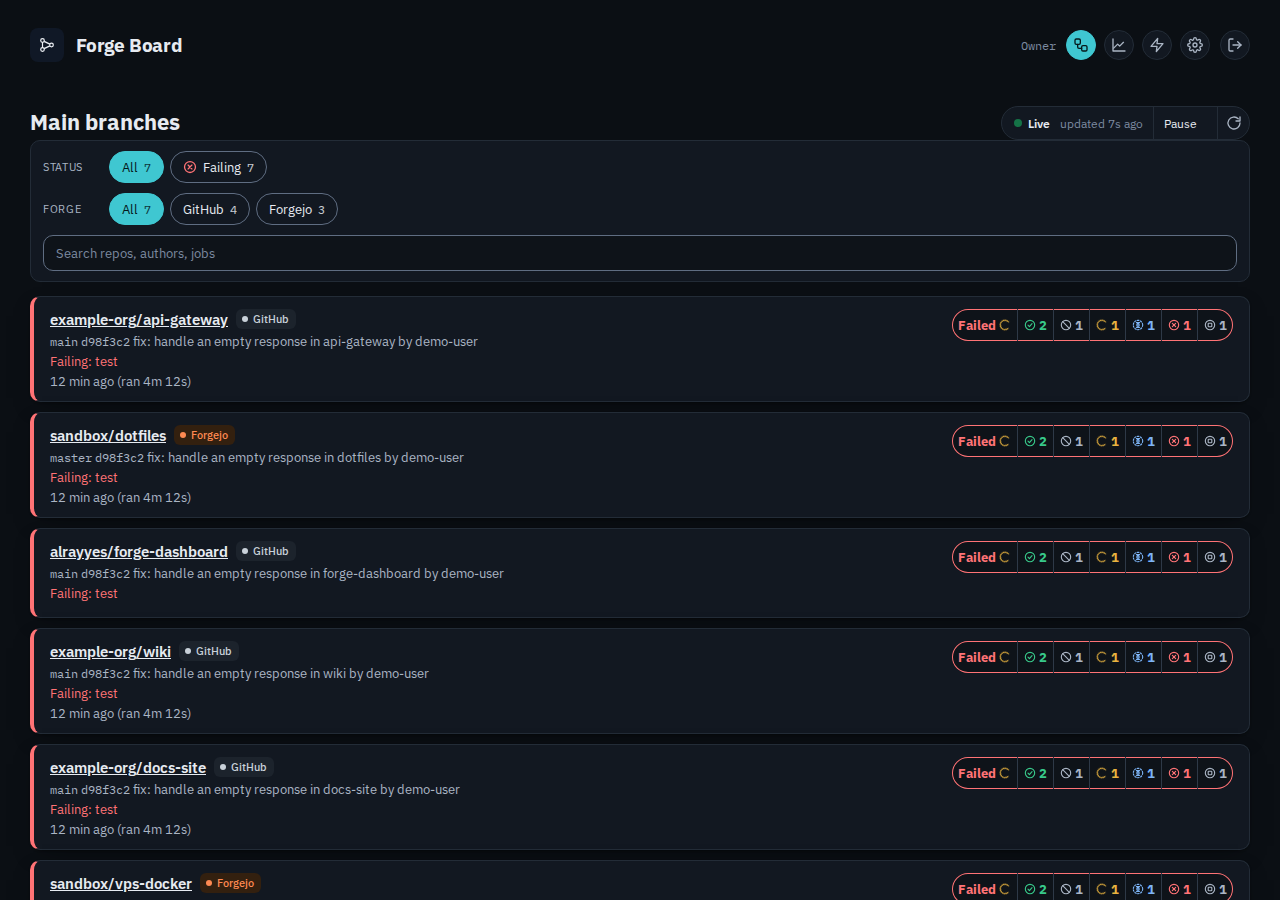 Forge Board
Owner
Main branches
Live updated 7s ago Pause
STATUS All 7 Failing 7
FORGE All 7 GitHub 4 Forgejo 3
Search repos, authors, jobs
example-org/api-gateway GitHub
Failed 2 1 1 1 1 1
main d98f3c2 fix: handle an empty response in api-gateway by demo-user
Failing: test
12 min ago (ran 4m 12s)
sandbox/dotfiles Forgejo
Failed 2 1 1 1 1 1
master d98f3c2 fix: handle an empty response in dotfiles by demo-user
Failing: test
12 min ago (ran 4m 12s)
alrayyes/forge-dashboard GitHub
Failed 2 1 1 1 1 1
main d98f3c2 fix: handle an empty response in forge-dashboard by demo-user
Failing: test
example-org/wiki GitHub
Failed 2 1 1 1 1 1
main d98f3c2 fix: handle an empty response in wiki by demo-user
Failing: test
12 min ago (ran 4m 12s)
example-org/docs-site GitHub
Failed 2 1 1 1 1 1
main d98f3c2 fix: handle an empty response in docs-site by demo-user
Failing: test
12 min ago (ran 4m 12s)
sandbox/vps-docker Forgejo
Failed 2 1 1 1 1 1